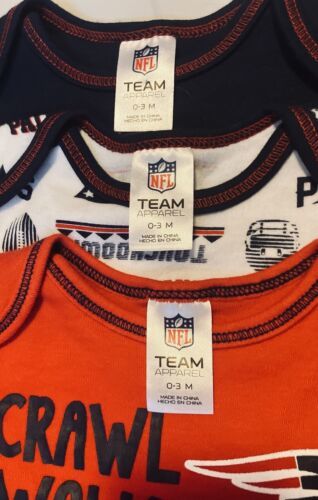 NFL
TEAM
APPAREL
0-3 M
MADE IN CHINA
HECHO EN CHINA
NFL
TEAM
APPAREL
0-3 M
MADE IN CHINA
HECHO EN CHINA
TOUCHDOWN
NFL
TEAM
APPAREL
0-3 M
MADE IN CHINA
HECHO EN CHINA
CRAWL